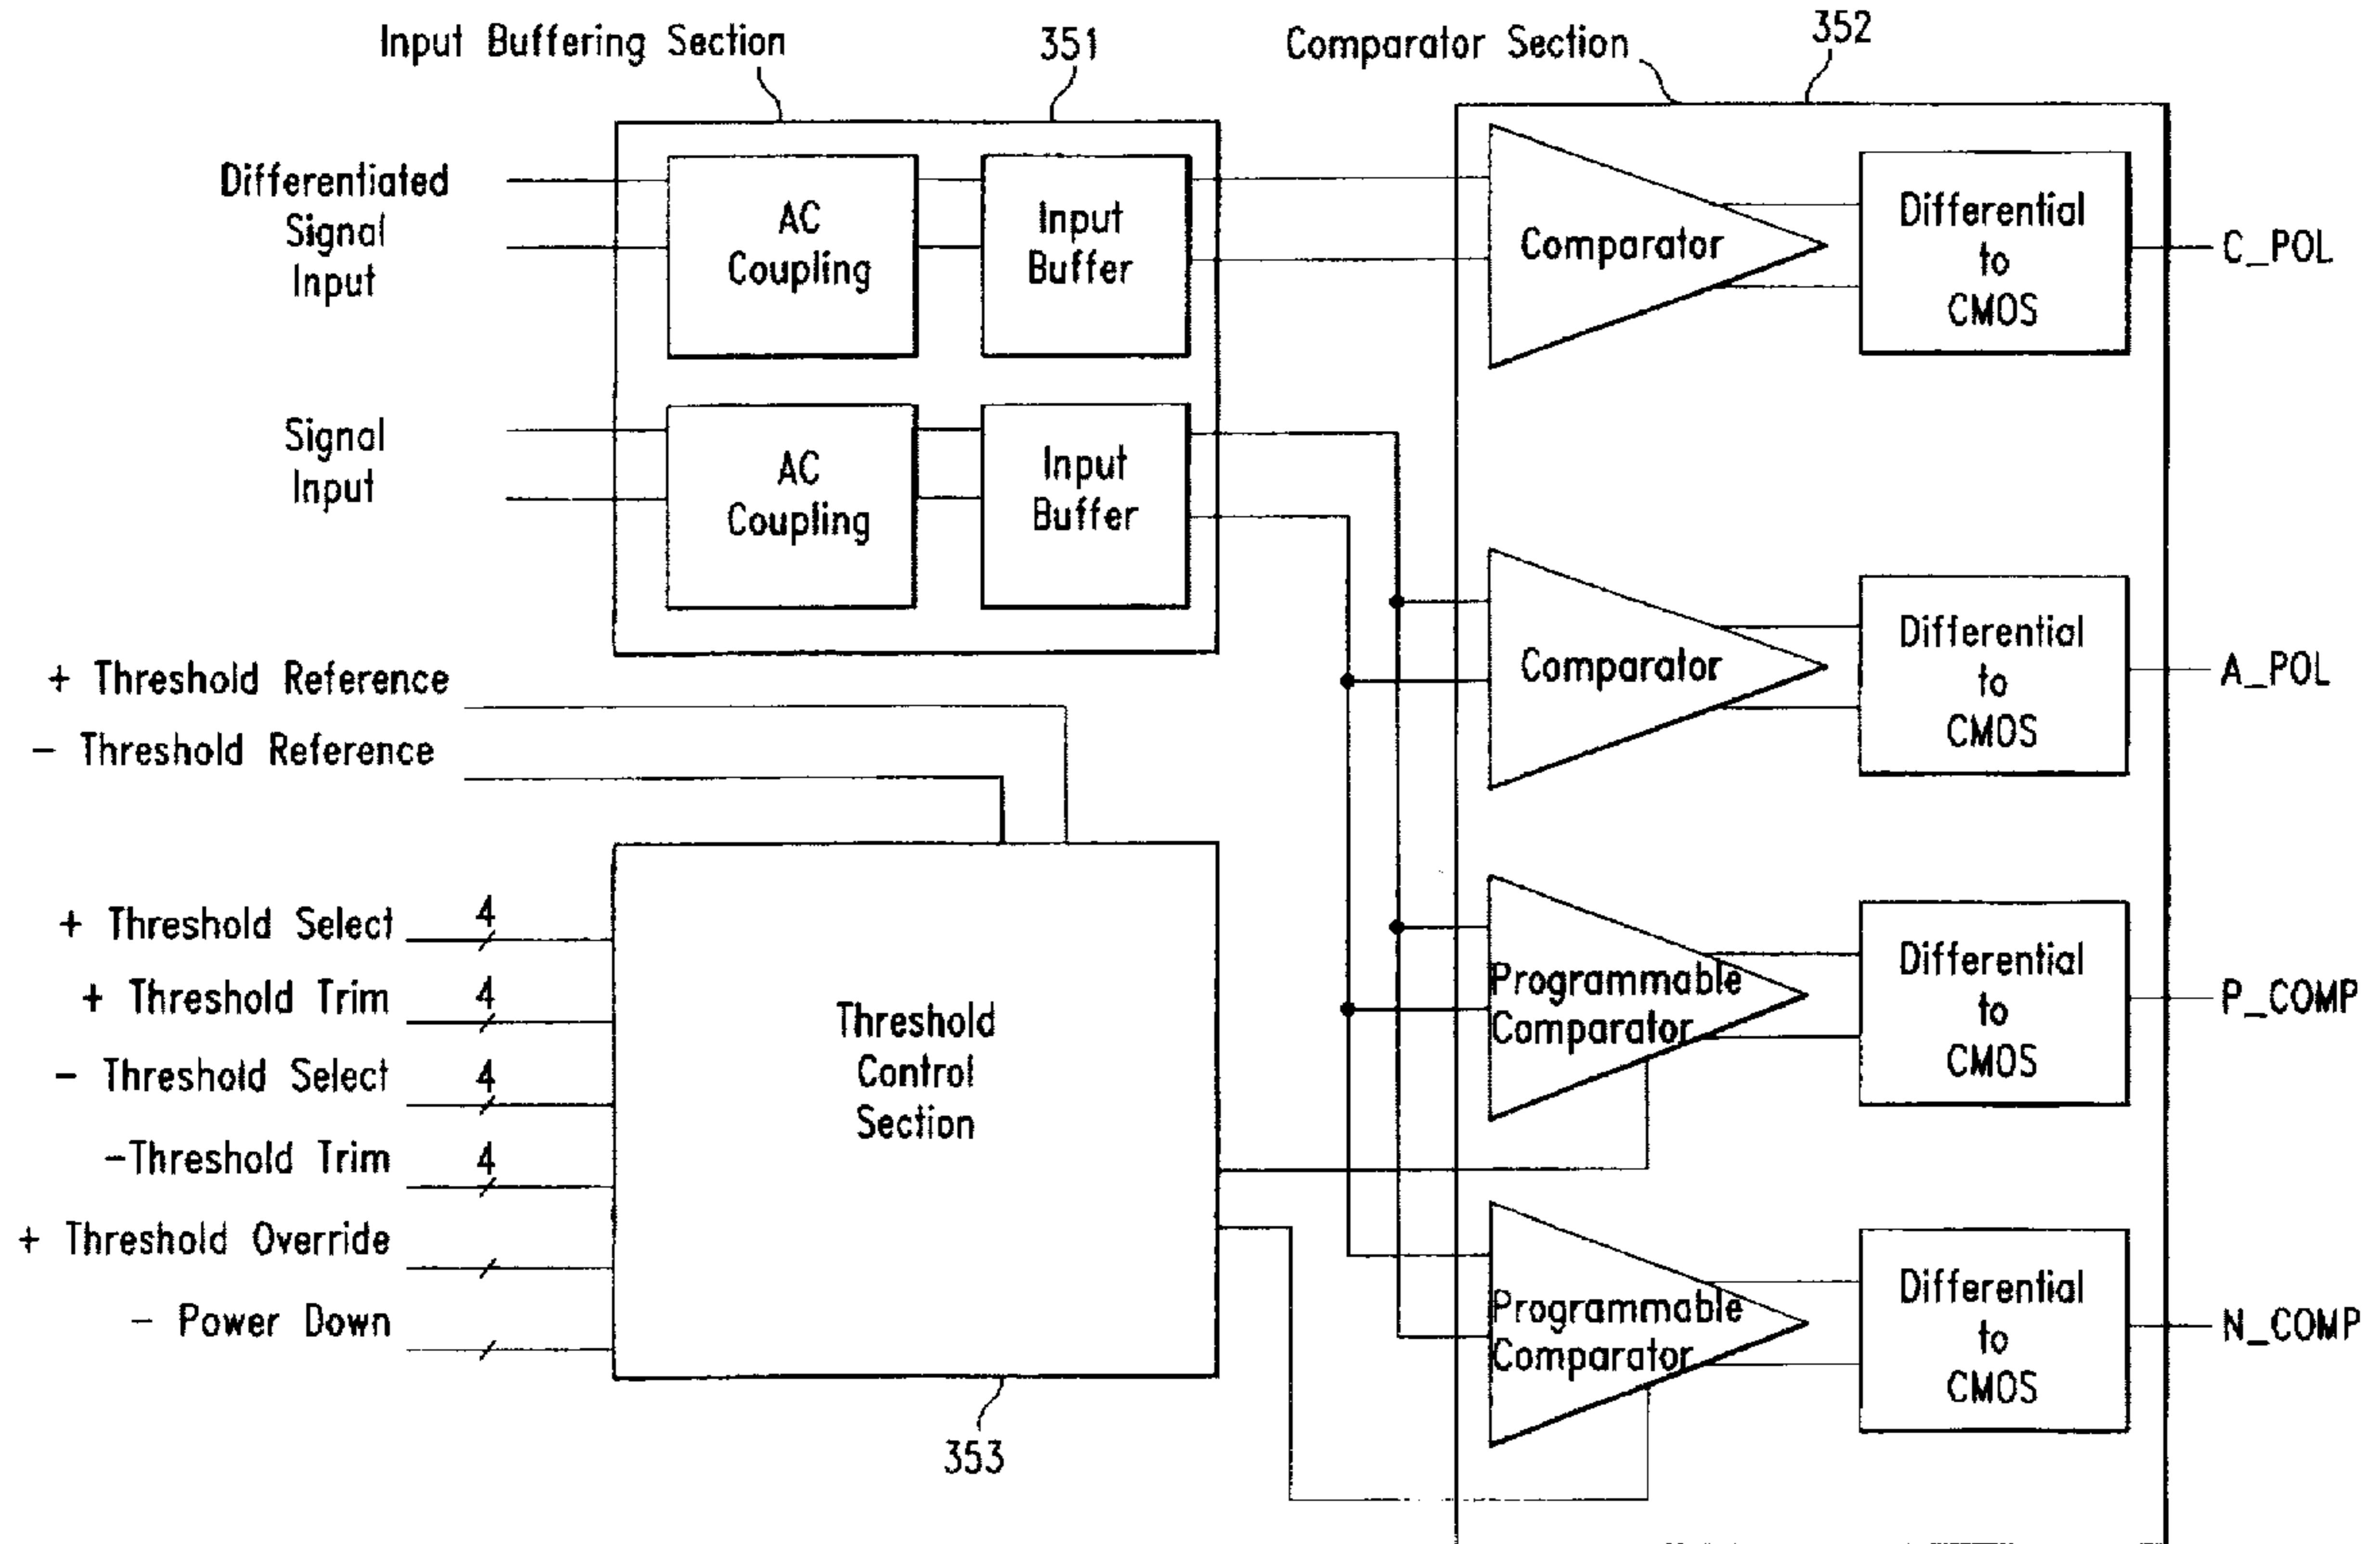 Input Buffering Section
351
Comparator Section
352
Differentiated
Signal
Input
AC
Coupling
Input
Buffer
Comparator
Differential
to
CMOS
C_POL
Signal
Input
AC
Coupling
Input
Buffer
Comparator
Differential
to
CMOS
A_POL
+ Threshold Reference
- Threshold Reference
+ Threshold Select
4
+ Threshold Trim
4
- Threshold Select
4
-Threshold Trim
4
+ Threshold Override
- Power Down
Threshold
Control
Section
353
Programmable
Comparator
Differential
to
CMOS
P_COMP
Programmable
Comparator
Differential
to
CMOS
N_COMP